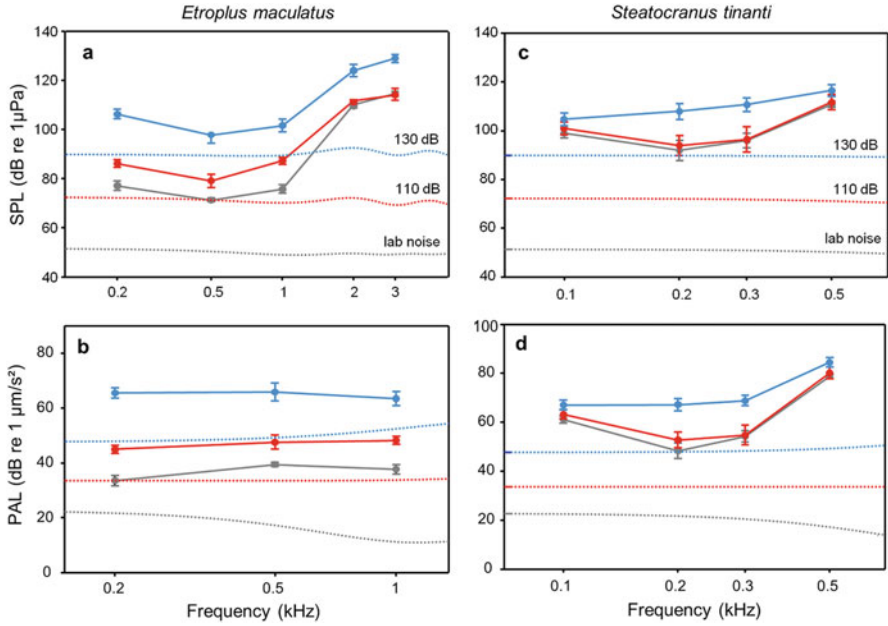 Etroplus maculatus
Steatocranus tinanti
SPL (dB re 1µPa)
140
120
100
80
60
40
a
130 dB
110 dB
lab noise
0.2
0.5
1
2
3
140
120
100
80
60
40
c
130 dB
110 dB
lab noise
0.1
0.2
0.3
0.5
PAL (dB re 1 µm/s²)
80
60
40
20
0
b
0.2
0.5
1
Frequency (kHz)
100
80
60
40
20
0
d
0.1
0.2
0.3
0.5
Frequency (kHz)